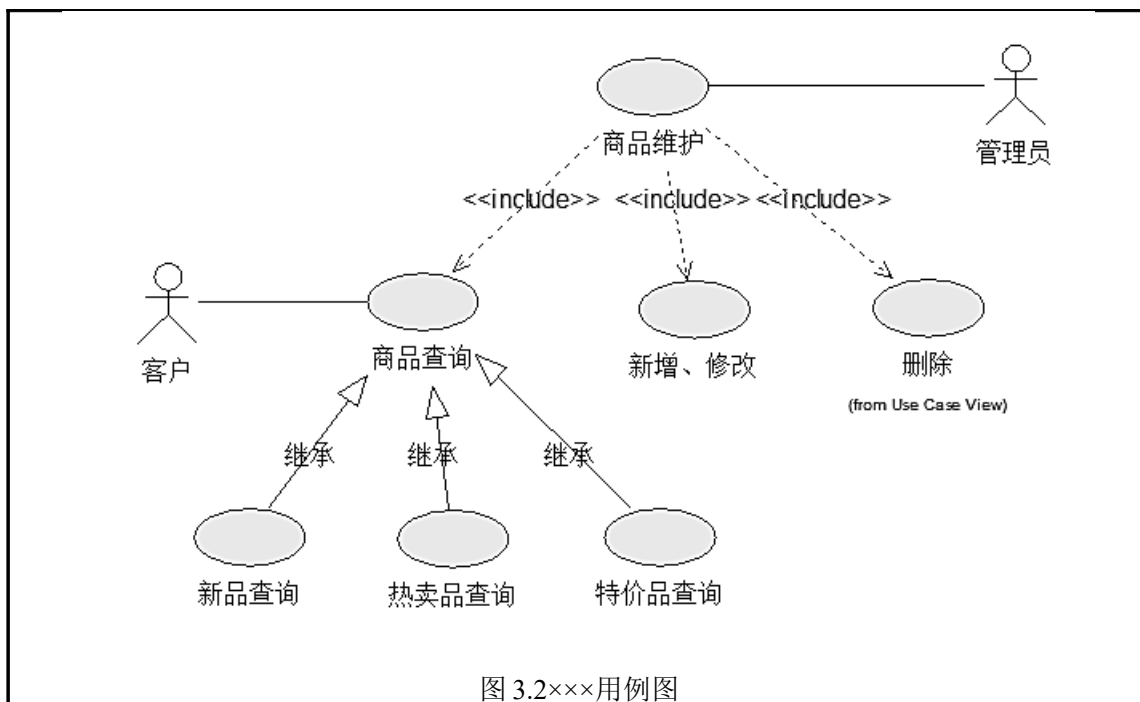 商品维护
管理员
<<include>> <<include>> <<include>>
客户
商品查询
新增、修改
删除
(from Use Case View)
继承 继承 继承
新品查询
热卖品查询
特价品查询
图 3.2×××用例图